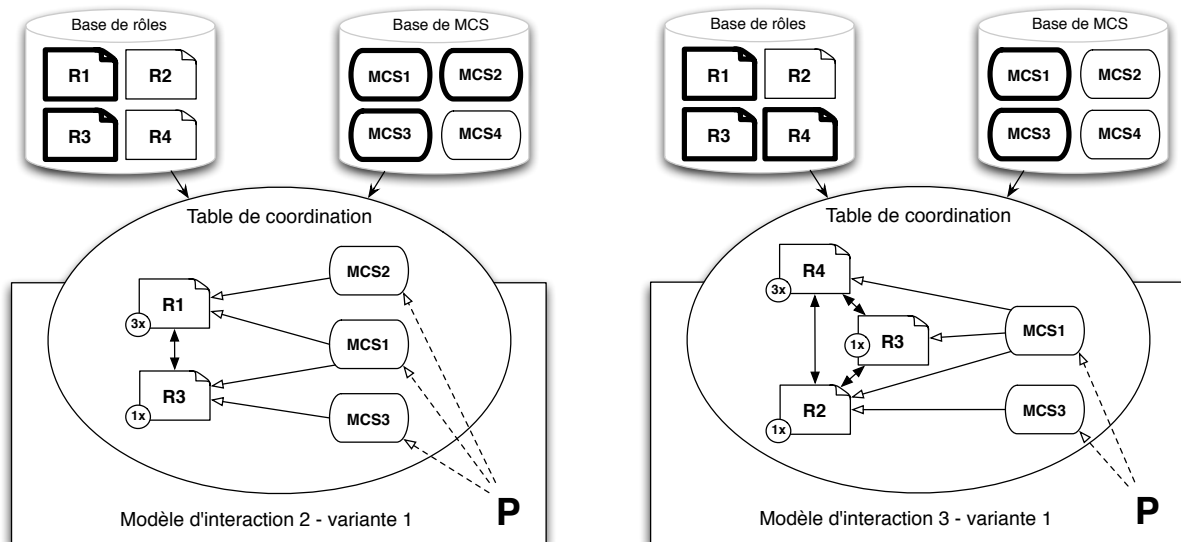 Base de rôles
R1
R2
R3
R4
Base de MCS
MCS1
MCS2
MCS3
MCS4
Table de coordination
MCS2
R1
3x
MCS1
R3
1x
MCS3
P
Modèle d'interaction 2 - variante 1
Base de rôles
R1
R2
R3
R4
Base de MCS
MCS1
MCS2
MCS3
MCS4
Table de coordination
R4
3x
MCS1
R3
1x
R2
1x
MCS3
P
Modèle d'interaction 3 - variante 1